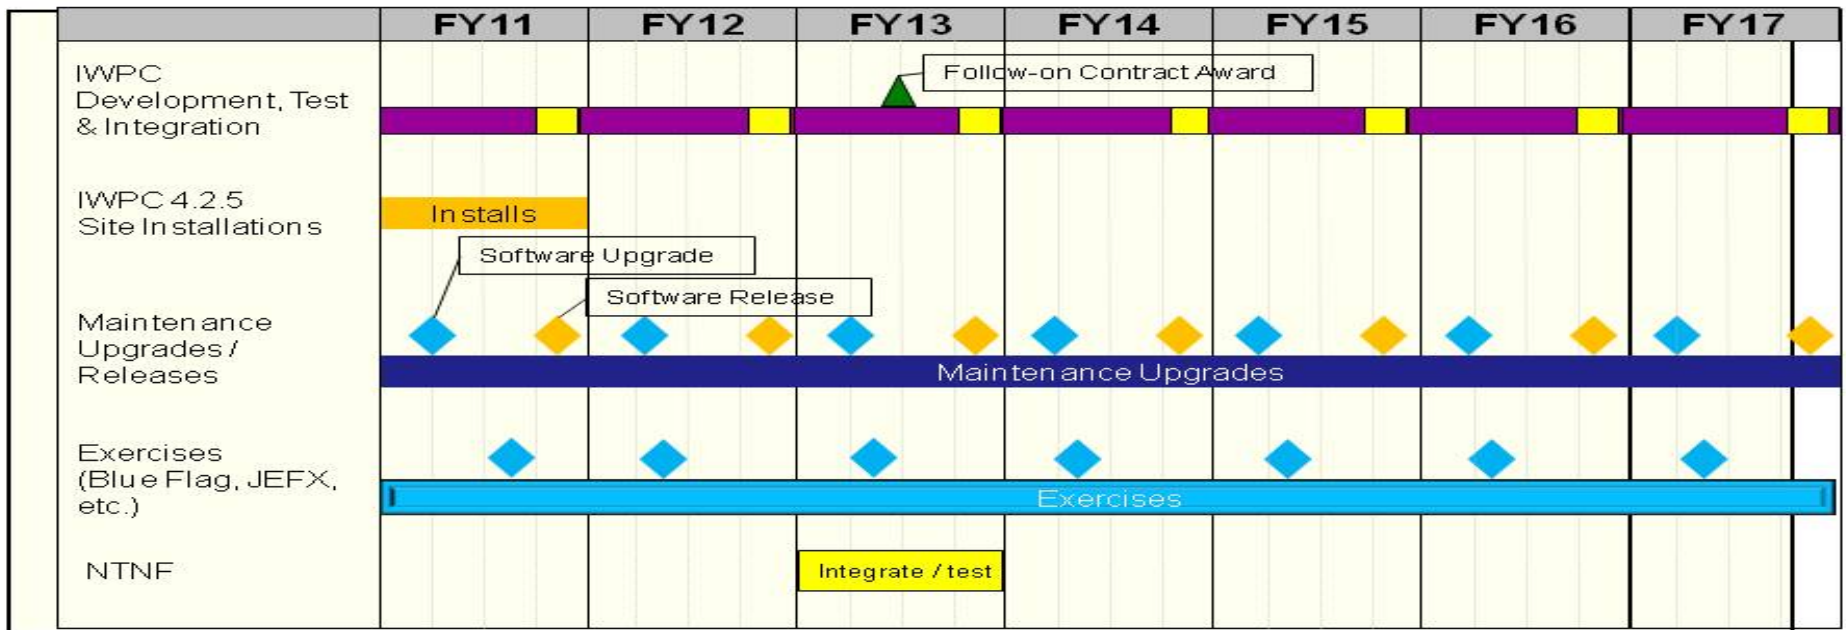 FY11 FY12 FY13 FY14 FY15 FY16 FY17
IWPC
Development, Test
& Integration
Follow-on Contract Award
IWPC 4.2.5
Site Installations
Installs
Software Upgrade
Software Release
Maintenance
Upgrades /
Releases
Maintenance Upgrades
Exercises
(Blue Flag, JEFX,
etc.)
Exercises
NTNF
Integrate / test